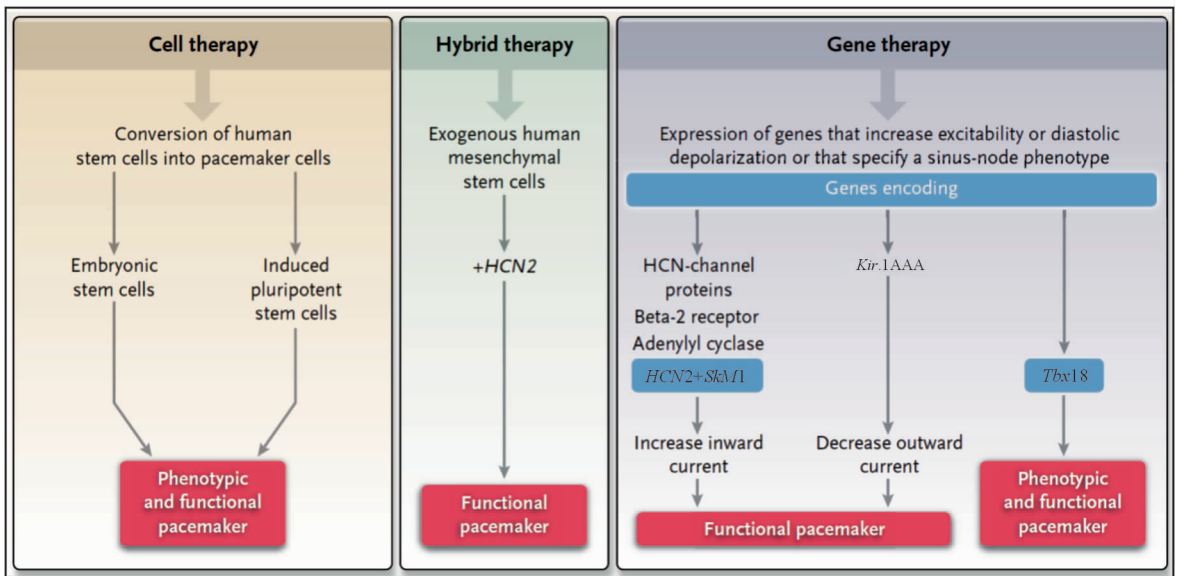 Cell therapy
Conversion of human
stem cells into pacemaker cells
Embryonic
stem cells
Induced
pluripotent
stem cells
Phenotypic
and functional
pacemaker
Hybrid therapy
Exogenous human
mesenchymal
stem cells
+HCN2
Functional
pacemaker
Gene therapy
Expression of genes that increase excitability or diastolic
depolarization or that specify a sinus-node phenotype
Genes encoding
HCN-channel
proteins
Beta-2 receptor
Adenylyl cyclase
HCN2+SkM1
Increase inward
current
Kir.1AAA
Decrease outward
current
Functional pacemaker
Tbx18
Phenotypic
and functional
pacemaker